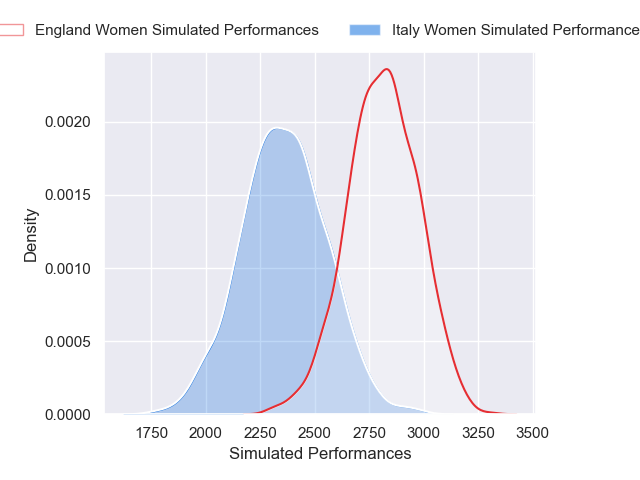 England Women Simulated Performances
Italy Women Simulated Performance
0.0020
0.0015
0.0010
0.0005
0.0000
Density
1750 2000 2250 2500 2750 3000 3250 3500
Simulated Performances